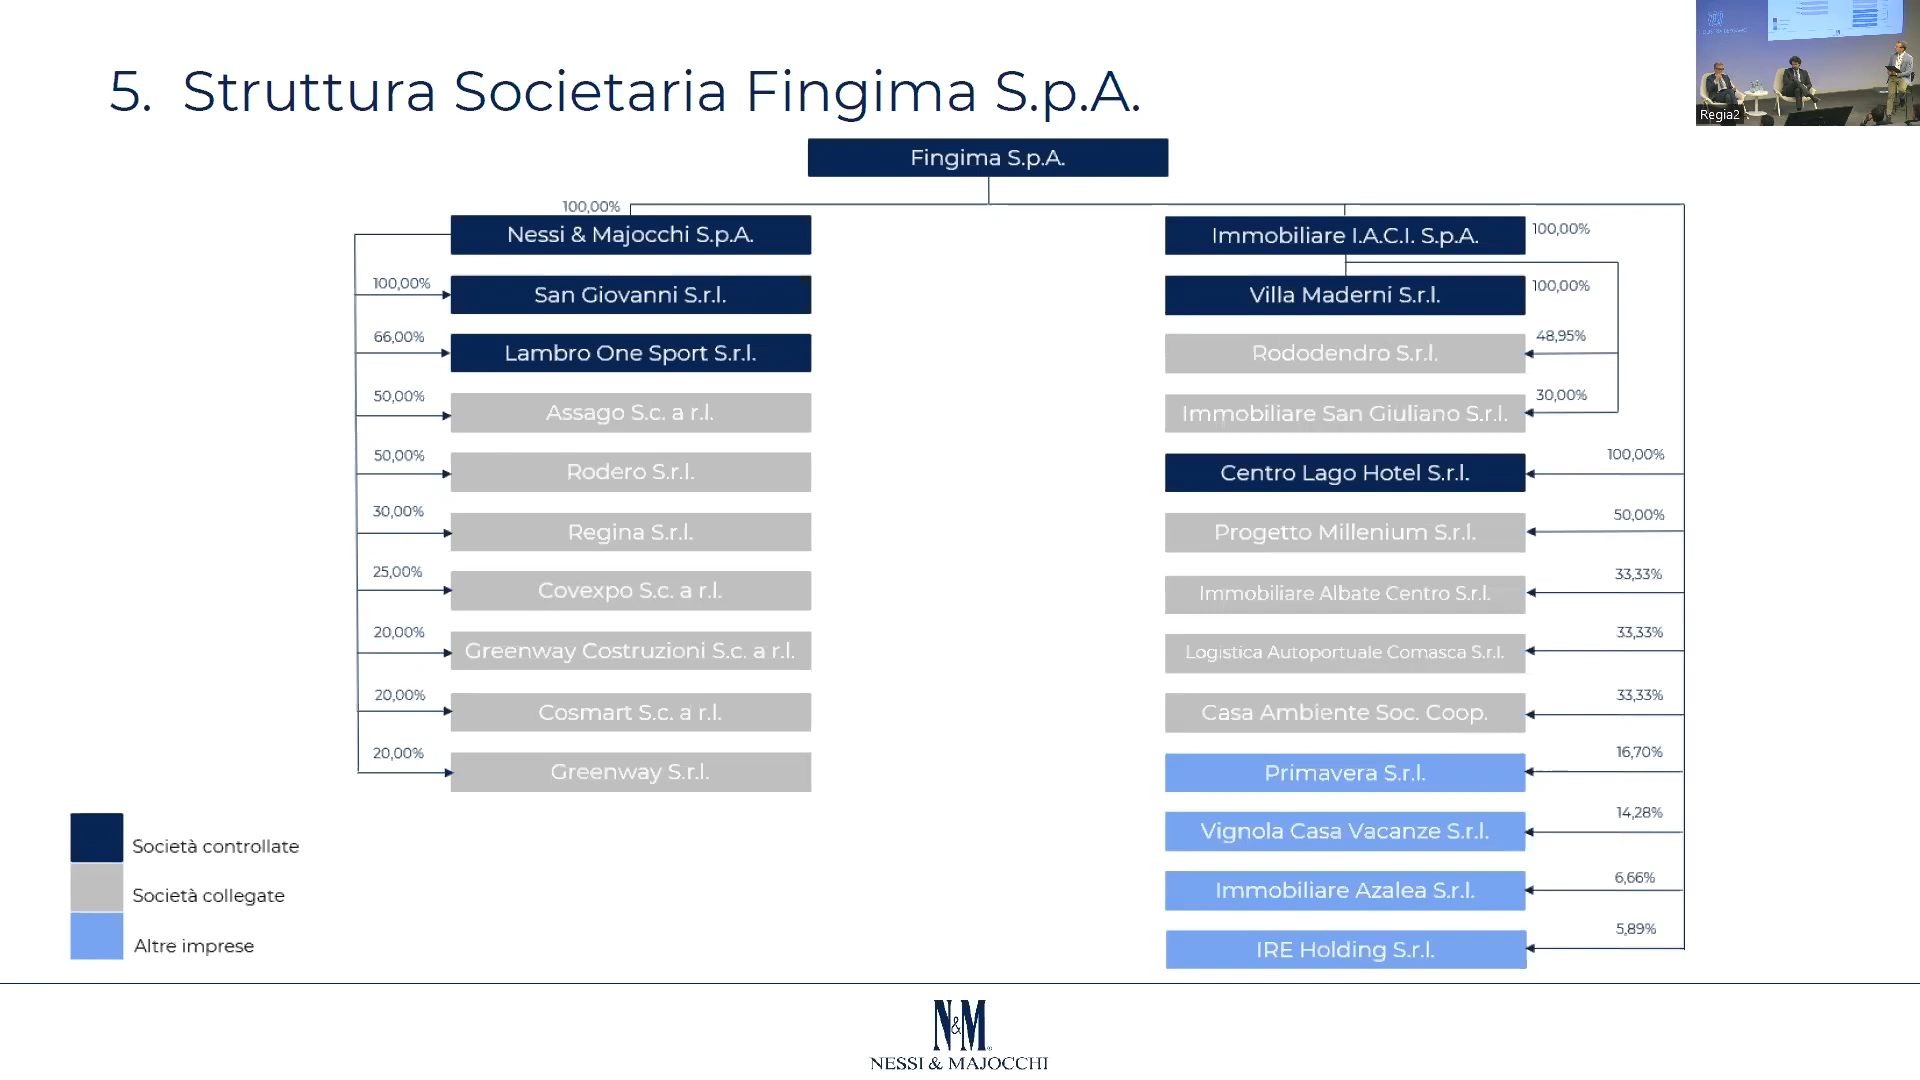 5. Struttura Societaria Fingima S.p.A.
Regia2
Fingima S.p.A.
100,00%
Nessi & Majocchi S.p.A.
100,00%
San Giovanni S.r.l.
66,00%
Lambro One Sport S.r.l.
50,00%
Assago S.c. a r.l.
50,00%
Rodero S.r.l.
30,00%
Regina S.r.l.
25,00%
Covexpo S.c. a r.l.
20,00%
Greenway Costruzioni S.c. a r.l.
20,00%
Cosmart S.c. a r.l.
20,00%
Greenway S.r.l.
Immobiliare I.A.C.I. S.p.A.
100,00%
Villa Maderni S.r.l.
100,00%
Rododendro S.r.l.
48,95%
Immobiliare San Giuliano S.r.l.
30,00%
Centro Lago Hotel S.r.l.
100,00%
Progetto Millenium S.r.l.
50,00%
Immobiliare Albate Centro S.r.l.
33,33%
Logistica Autoportuale Comasca S.r.l.
33,33%
Casa Ambiente Soc. Coop.
33,33%
Primavera S.r.l.
16,70%
Vignola Casa Vacanze S.r.l.
14,28%
Immobiliare Azalea S.r.l.
6,66%
IRE Holding S.r.l.
5,89%
Società controllate
Società collegate
Altre imprese
N&M
NESSI & MAJOCCHI